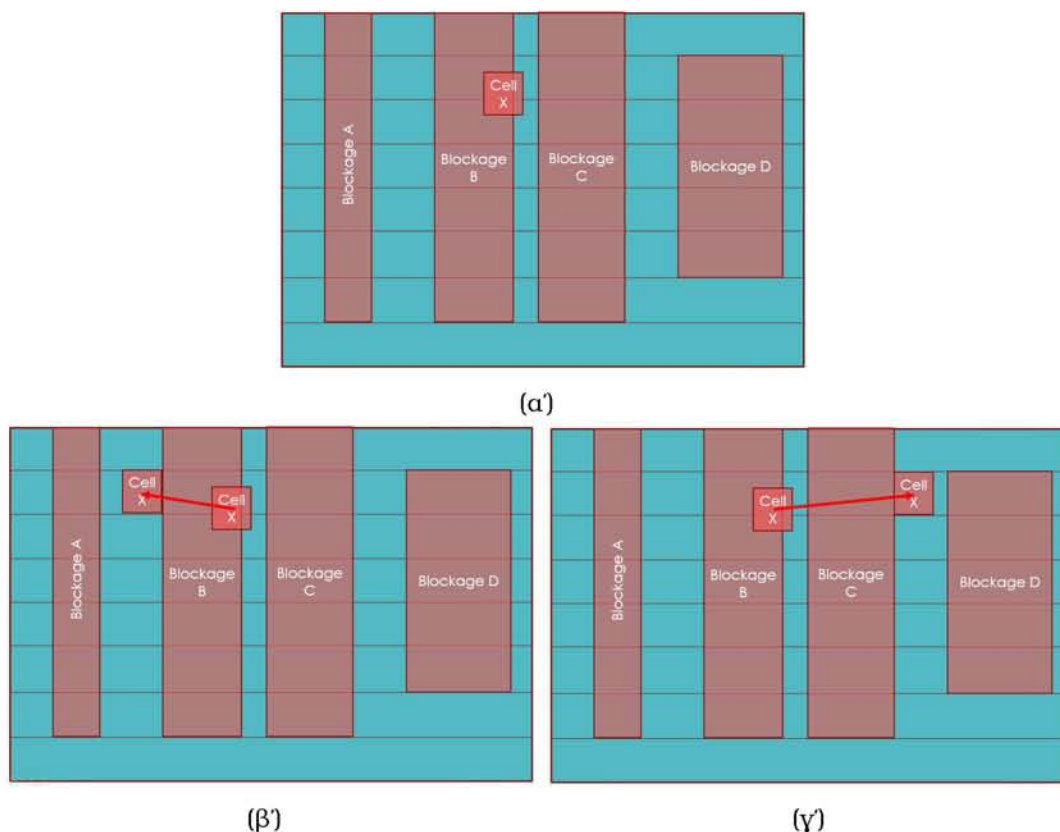 Cell
X
Blockage A
Blockage
B
Blockage
C
Blockage D
(α')
Cell
X
Cell
X
Blockage A
Blockage
B
Blockage
C
Blockage D
(β')
Cell
X
Cell
X
Blockage A
Blockage
B
Blockage
C
Blockage D
(γ')